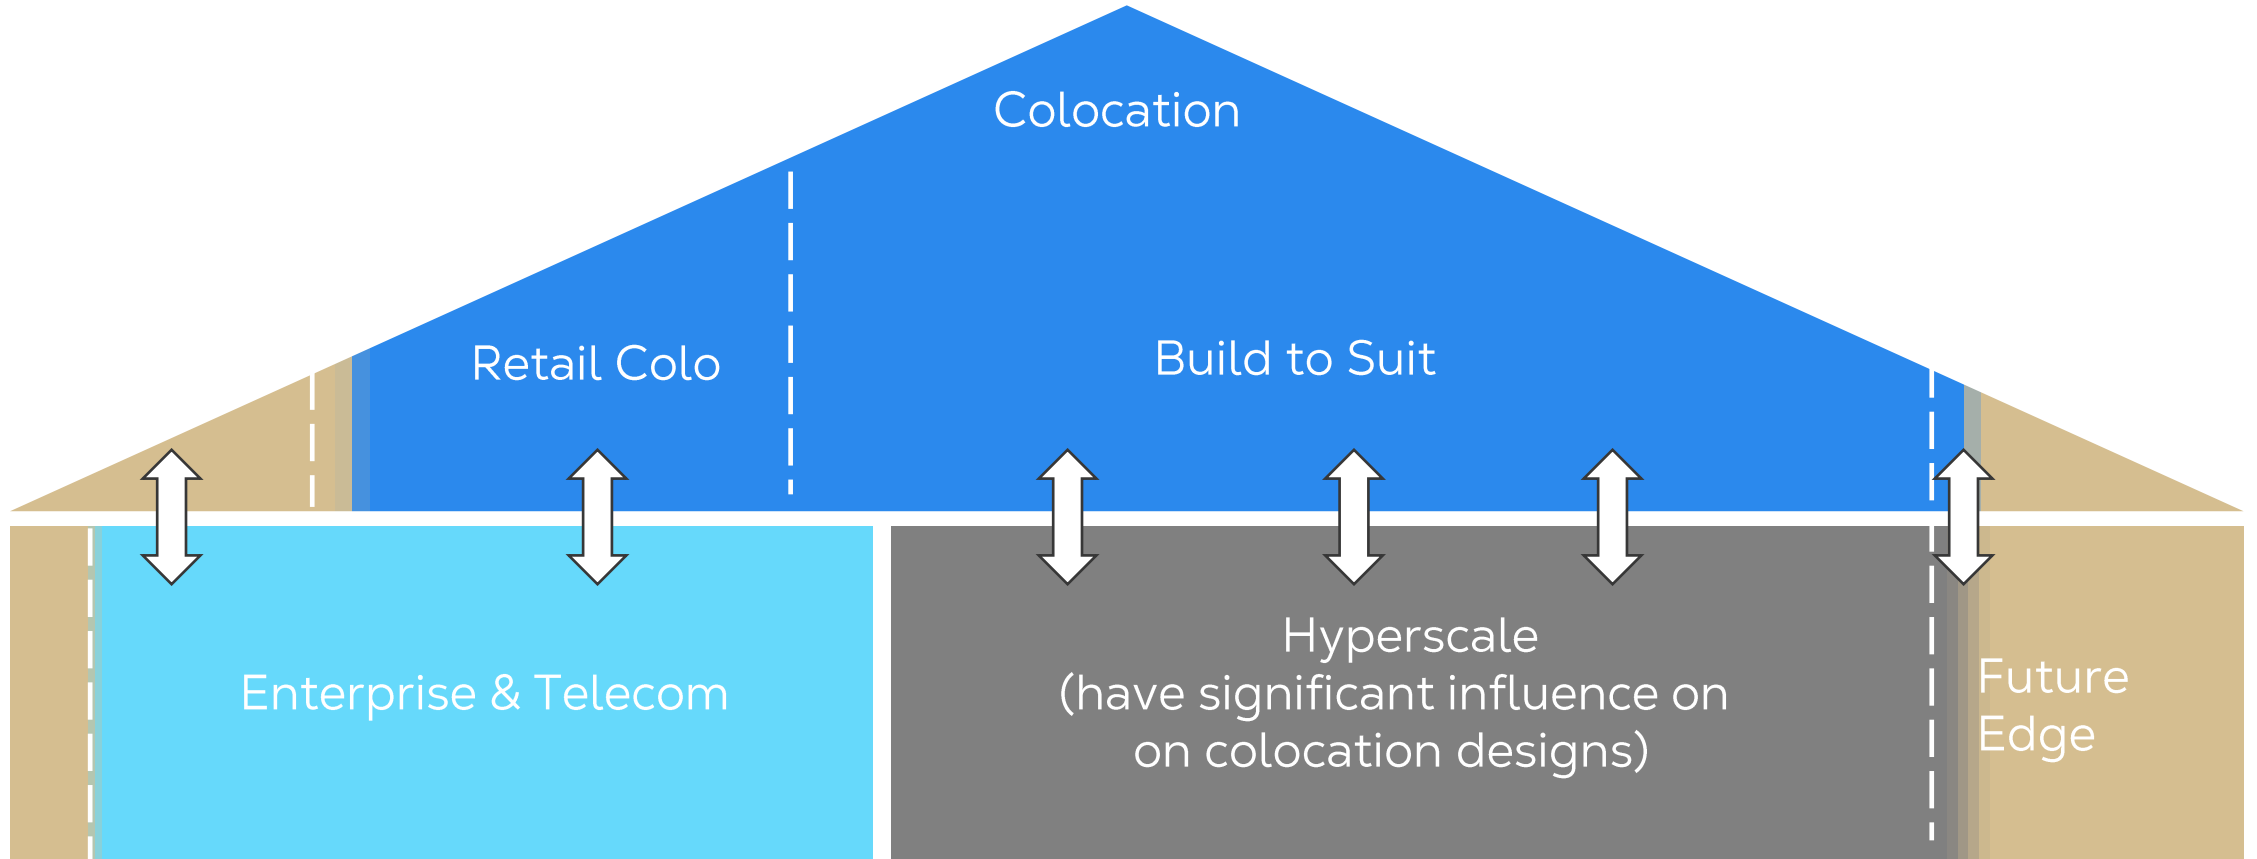 Colocation
Retail Colo
Build to Suit
Enterprise & Telecom
Hyperscale
(have significant influence on
on colocation designs)
Future
Edge